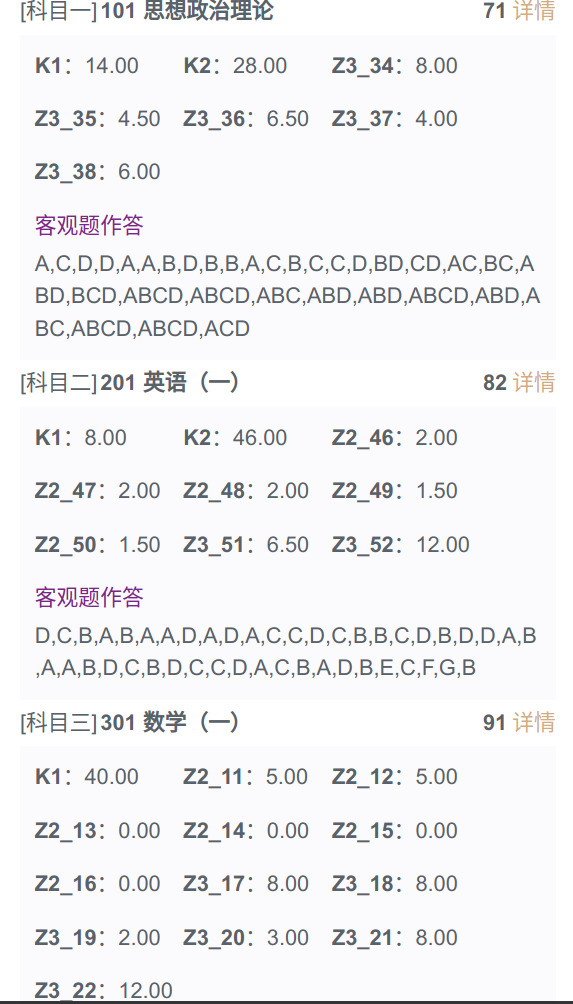 [科目一]101 思想政治理论 71 详情
K1：14.00 K2：28.00 Z3_34：8.00
Z3_35：4.50 Z3_36：6.50 Z3_37：4.00
Z3_38：6.00
客观题作答
A,C,D,D,A,A,B,D,B,B,A,C,B,C,C,D,BD,CD,AC,BC,A
BD,BCD,ABCD,ABCD,ABC,ABD,ABD,ABCD,ABD,A
BC,ABCD,ABCD,ACD
[科目二]201 英语（一） 82 详情
K1：8.00 K2：46.00 Z2_46：2.00
Z2_47：2.00 Z2_48：2.00 Z2_49：1.50
Z2_50：1.50 Z3_51：6.50 Z3_52：12.00
客观题作答
D,C,B,A,B,A,A,D,A,D,A,C,C,D,C,B,B,C,D,B,D,D,A,B
,A,A,B,D,C,B,D,C,C,D,A,C,B,A,D,B,E,C,F,G,B
[科目三]301 数学（一） 91 详情
K1：40.00 Z2_11：5.00 Z2_12：5.00
Z2_13：0.00 Z2_14：0.00 Z2_15：0.00
Z2_16：0.00 Z3_17：8.00 Z3_18：8.00
Z3_19：2.00 Z3_20：3.00 Z3_21：8.00
Z3_22：12.00